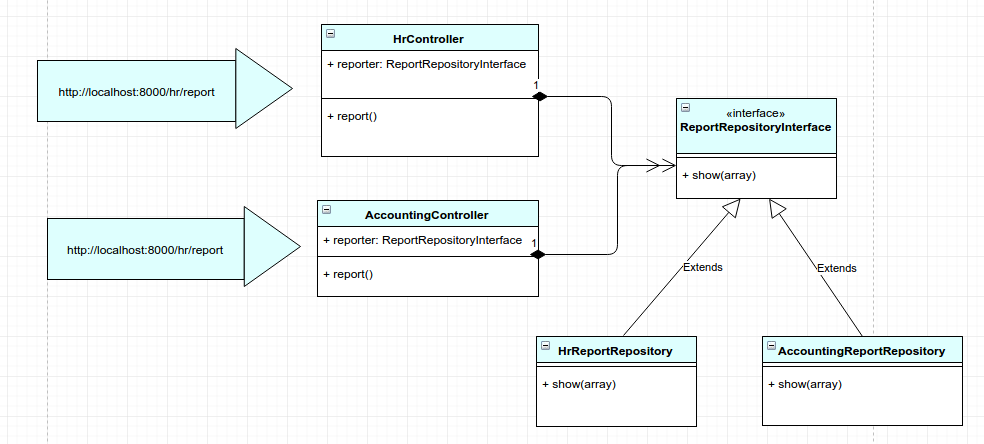 HrController
+ reporter: ReportRepositoryInterface
+ report()
1
http://localhost:8000/hr/report
«interface»
ReportRepositoryInterface
+ show(array)
AccountingController
+ reporter: ReportRepositoryInterface
+ report()
1
http://localhost:8000/hr/report
Extends
Extends
HrReportRepository
+ show(array)
AccountingReportRepository
+ show(array)